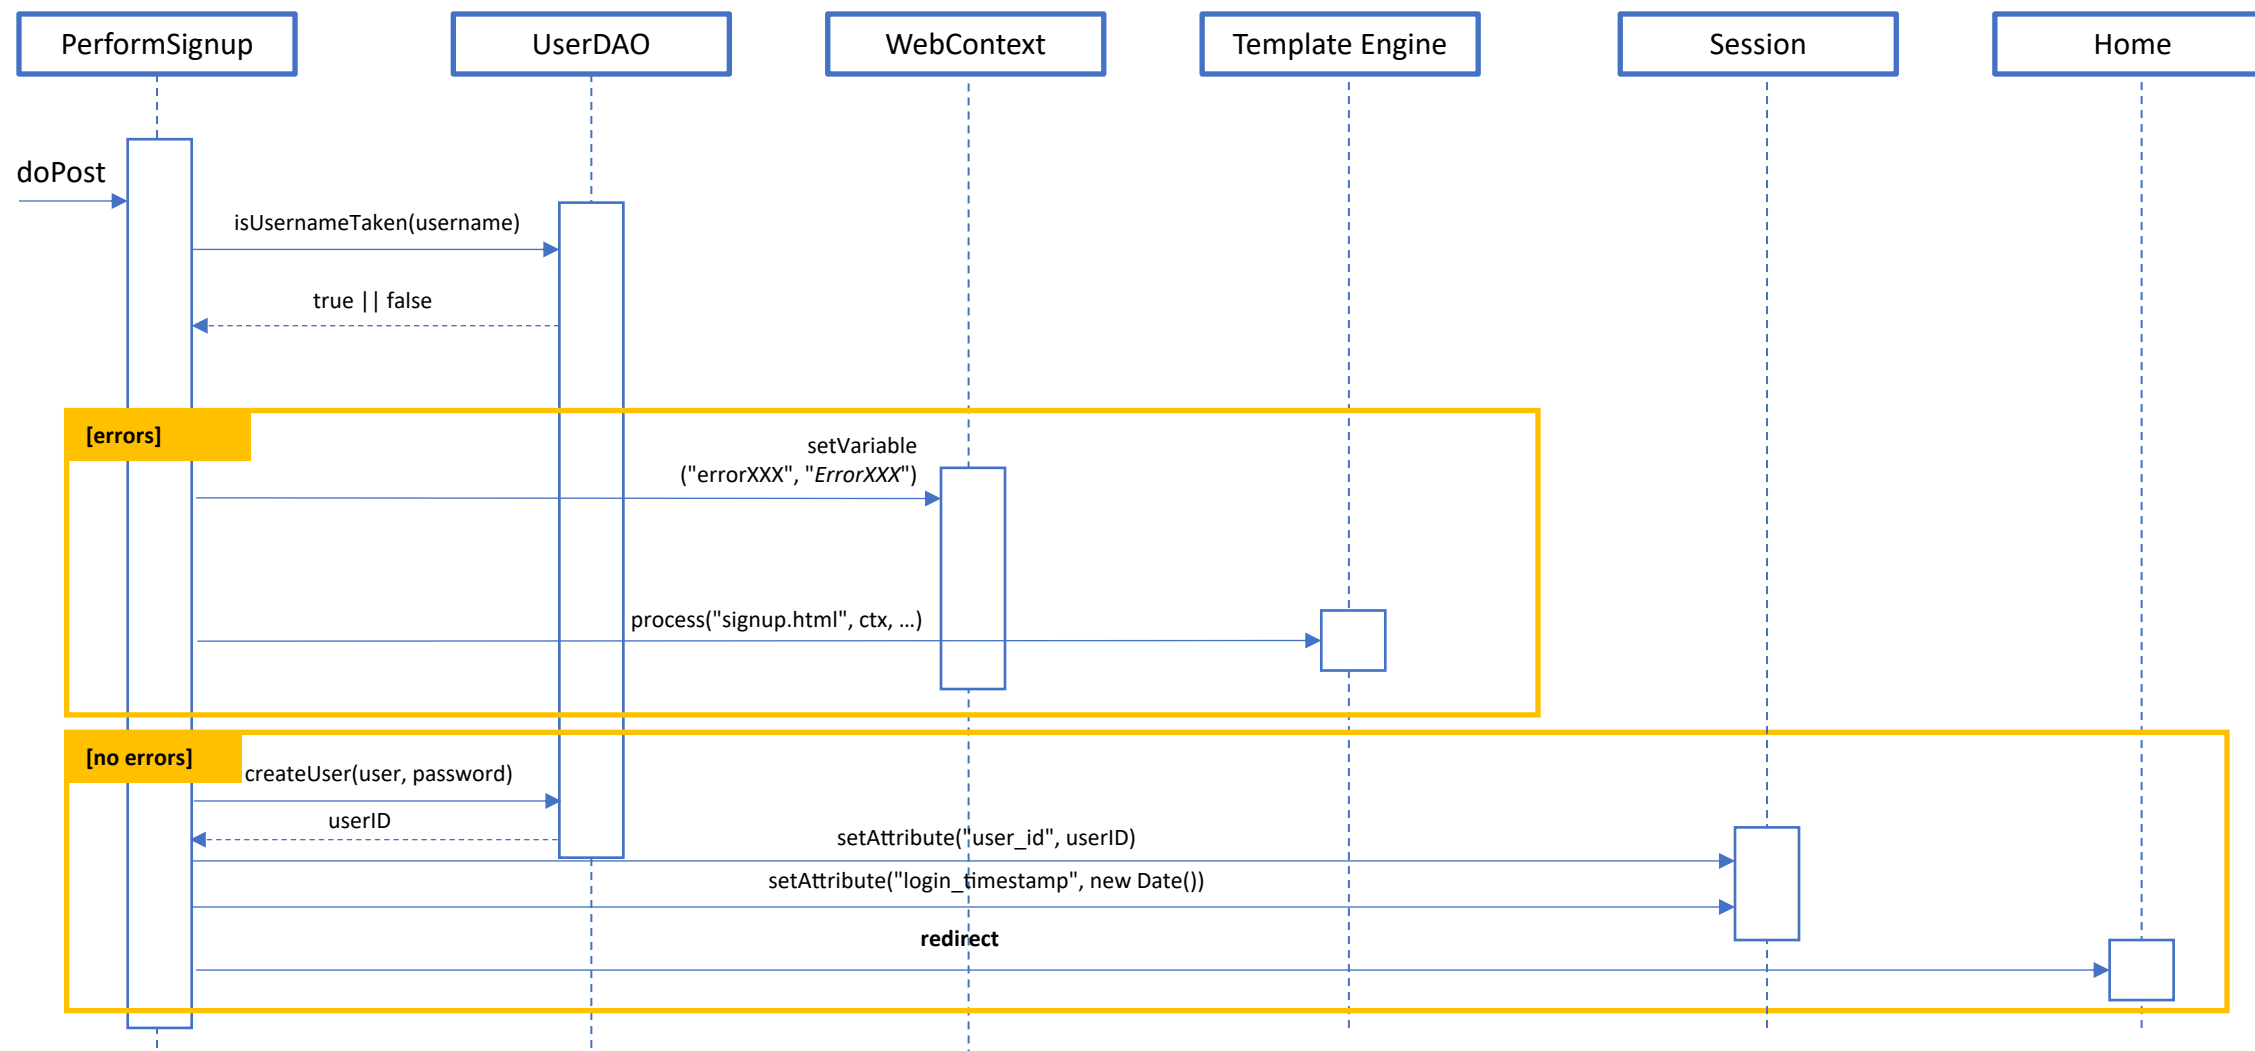 PerformSignup
UserDAO
WebContext
Template Engine
Session
Home
doPost
isUsernameTaken(username)
true || false
[errors]
setVariable
("errorXXX", "ErrorXXX")
process("signup.html", ctx, ...)
[no errors]
createUser(user, password)
userID
setAttribute("user_id", userID)
setAttribute("login_timestamp", new Date())
redirect